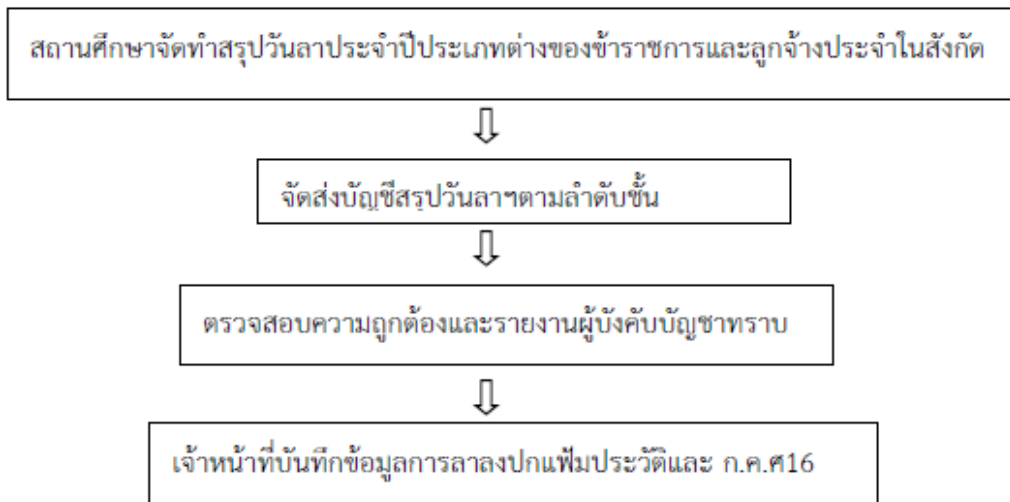 สถานศึกษาจัดทำสรุปวันลาประจำปีประเภทต่างของข้าราชการและลูกจ้างประจำในสังกัด
จัดส่งบัญชีสรุปวันลาฯตามลำดับชั้น
ตรวจสอบความถูกต้องและรายงานผู้บังคับบัญชาทราบ
เจ้าหน้าที่บันทึกข้อมูลการลาลงปกแฟ้มประวัติและ ก.ค.ศ16